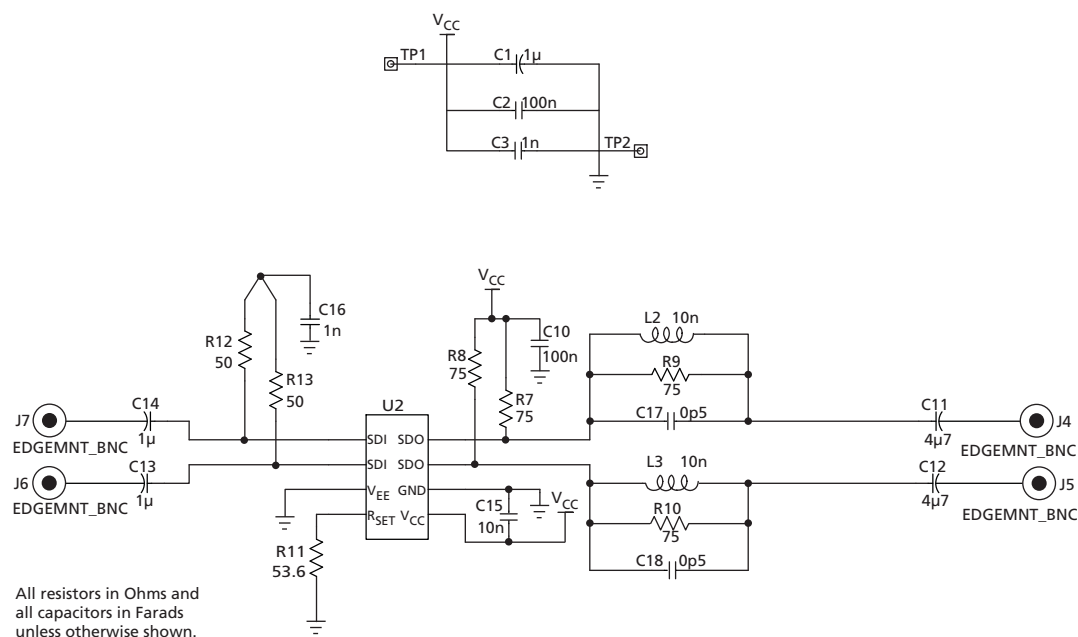 VCC
TP1
C1 1µ
C2 100n
C3 1n
TP2
C16
1n
R12
50
R13
50
VCC
C10
100n
R8
75
R7
75
L2 10n
R9
75
C17 0p5
J7
EDGEMNT_BNC
C14
1µ
J6
EDGEMNT_BNC
C13
1µ
U2
SDI SDO
SDI SDO
VEE GND
RSET VCC
R11
53.6
C15
10n
VCC
L3 10n
R10
75
C18 0p5
C11
4µ7
J4
EDGEMNT_BNC
C12
4µ7
J5
EDGEMNT_BNC
All resistors in Ohms and
all capacitors in Farads
unless otherwise shown.